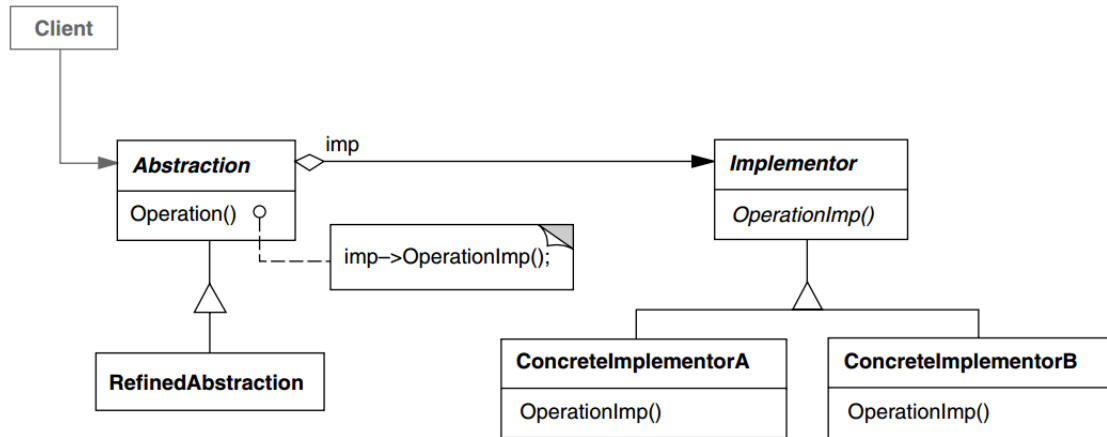 Client
imp
Abstraction
Implementor
Operation()
OperationImp()
imp–>OperationImp();
RefinedAbstraction
ConcreteImplementorA
ConcreteImplementorB
OperationImp()
OperationImp()